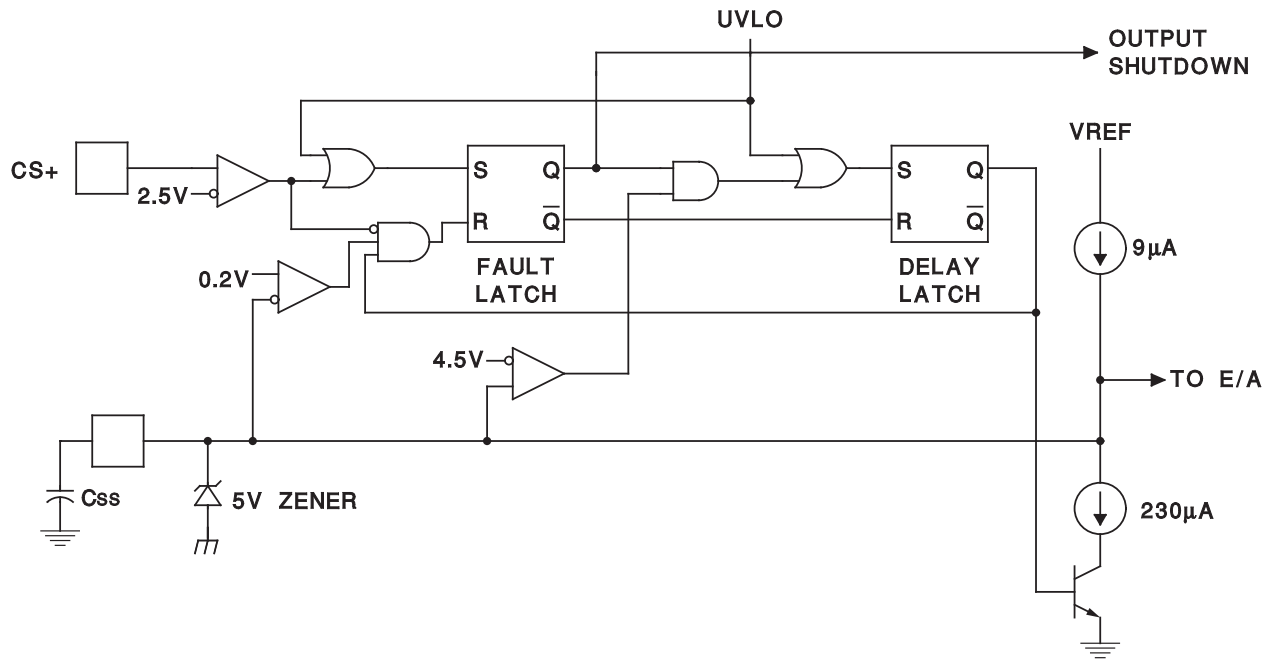 UVLO
OUTPUT
SHUTDOWN
VREF
CS+
2.5V
S Q
R Q̅
S Q
R Q̅
9µA
0.2V
FAULT
LATCH
DELAY
LATCH
4.5V
TO E/A
Css
5V ZENER
230µA